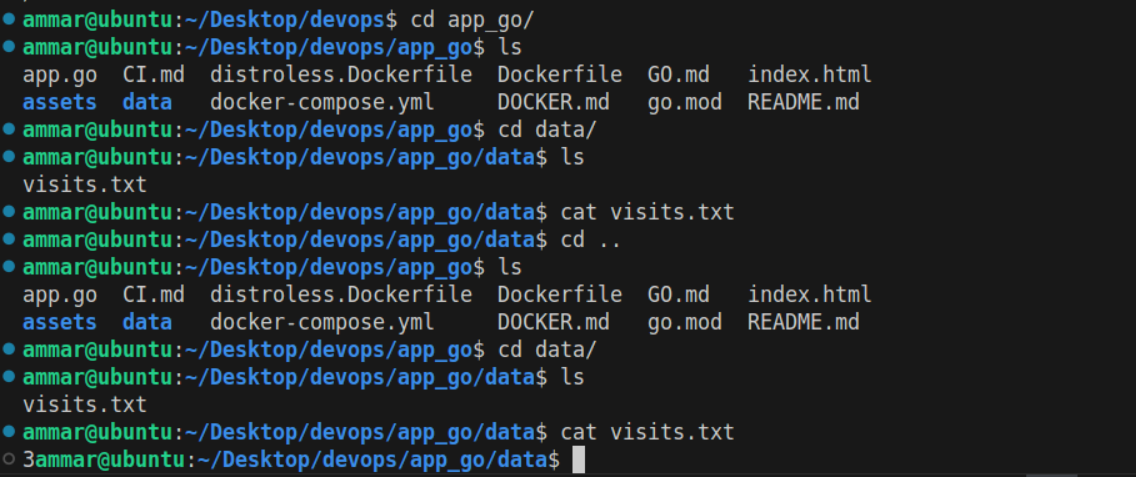 ammar@ubuntu:~/Desktop/devops$ cd app_go/
ammar@ubuntu:~/Desktop/devops/app_go$ ls
app.go  CI.md  distroless.Dockerfile  Dockerfile  GO.md   index.html
assets  data   docker-compose.yml     DOCKER.md   go.mod  README.md
ammar@ubuntu:~/Desktop/devops/app_go$ cd data/
ammar@ubuntu:~/Desktop/devops/app_go/data$ ls
visits.txt
ammar@ubuntu:~/Desktop/devops/app_go/data$ cat visits.txt
ammar@ubuntu:~/Desktop/devops/app_go/data$ cd ..
ammar@ubuntu:~/Desktop/devops/app_go$ ls
app.go  CI.md  distroless.Dockerfile  Dockerfile  GO.md   index.html
assets  data   docker-compose.yml     DOCKER.md   go.mod  README.md
ammar@ubuntu:~/Desktop/devops/app_go$ cd data/
ammar@ubuntu:~/Desktop/devops/app_go/data$ ls
visits.txt
ammar@ubuntu:~/Desktop/devops/app_go/data$ cat visits.txt
3ammar@ubuntu:~/Desktop/devops/app_go/data$